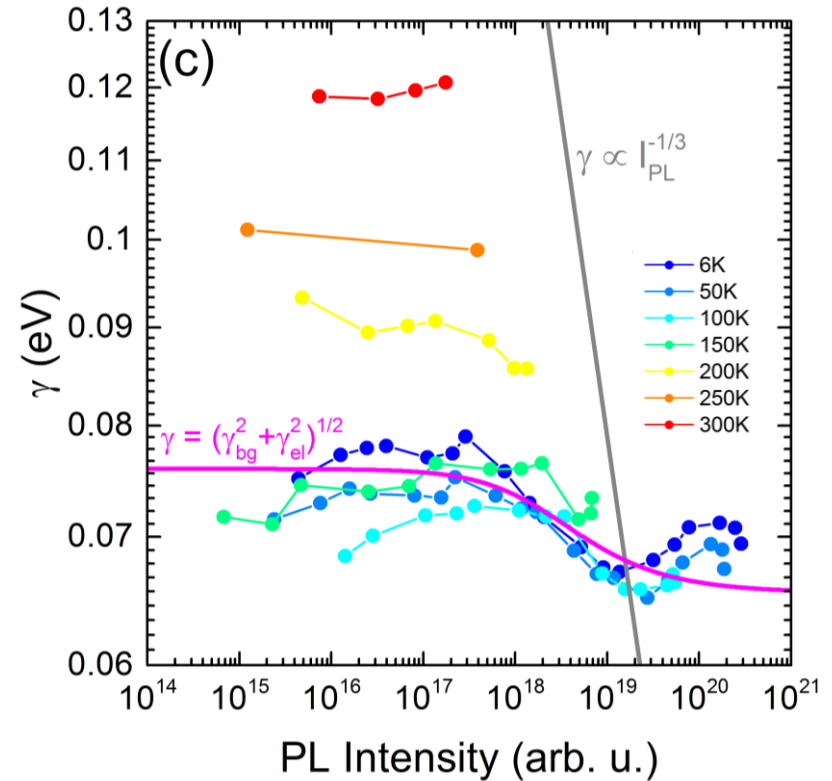 (c)
γ (eV)
0.13
0.12
0.11
0.1
0.09
0.08
0.07
0.06
γ ∝ I_PL^-1/3
6K
50K
100K
150K
200K
250K
300K
γ = (γ_bg^2+γ_el^2)^1/2
10^14 10^15 10^16 10^17 10^18 10^19 10^20 10^21
PL Intensity (arb. u.)